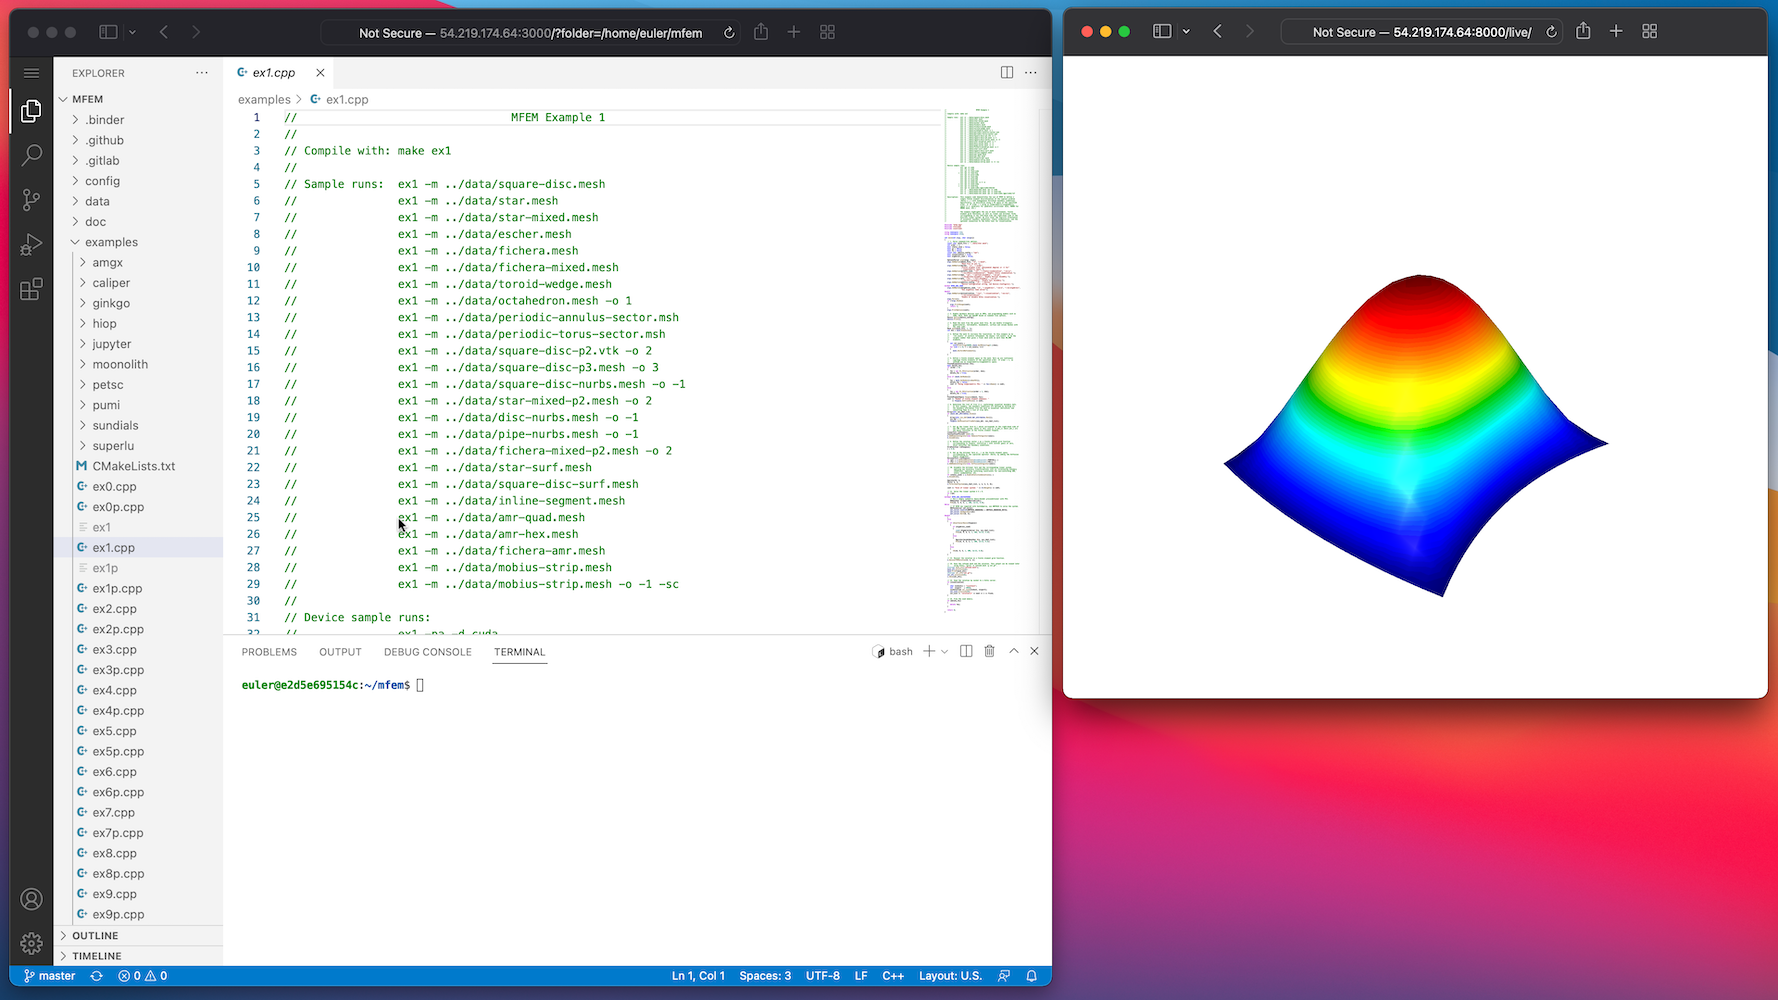 Not Secure — 54.219.174.64:3000/?folder=/home/euler/mfem
EXPLORER
MFEM
.binder
.github
.gitlab
config
data
doc
examples
amgx
caliper
ginkgo
hiop
jupyter
moonolith
petsc
pumi
sundials
superlu
CMakeLists.txt
ex0.cpp
ex0p.cpp
ex1
ex1.cpp
ex1p
ex1p.cpp
ex2.cpp
ex2p.cpp
ex3.cpp
ex3p.cpp
ex4.cpp
ex4p.cpp
ex5.cpp
ex5p.cpp
ex6.cpp
ex6p.cpp
ex7.cpp
ex7p.cpp
ex8.cpp
ex8p.cpp
ex9.cpp
ex9p.cpp
OUTLINE
TIMELINE
ex1.cpp
examples > ex1.cpp
1 // MFEM Example 1
2 //
3 // Compile with: make ex1
4 //
5 // Sample runs: ex1 -m ../data/square-disc.mesh
6 // ex1 -m ../data/star.mesh
7 // ex1 -m ../data/star-mixed.mesh
8 // ex1 -m ../data/escher.mesh
9 // ex1 -m ../data/fichera.mesh
10 // ex1 -m ../data/fichera-mixed.mesh
11 // ex1 -m ../data/toroid-wedge.mesh
12 // ex1 -m ../data/octahedron.mesh -o 1
13 // ex1 -m ../data/periodic-annulus-sector.msh
14 // ex1 -m ../data/periodic-torus-sector.msh
15 // ex1 -m ../data/square-disc-p2.vtk -o 2
16 // ex1 -m ../data/square-disc-p3.mesh -o 3
17 // ex1 -m ../data/square-disc-nurbs.mesh -o -1
18 // ex1 -m ../data/star-mixed-p2.mesh -o 2
19 // ex1 -m ../data/disc-nurbs.mesh -o -1
20 // ex1 -m ../data/pipe-nurbs.mesh -o -1
21 // ex1 -m ../data/fichera-mixed-p2.mesh -o 2
22 // ex1 -m ../data/star-surf.mesh
23 // ex1 -m ../data/square-disc-surf.mesh
24 // ex1 -m ../data/inline-segment.mesh
25 // ex1 -m ../data/amr-quad.mesh
26 // ex1 -m ../data/amr-hex.mesh
27 // ex1 -m ../data/fichera-amr.mesh
28 // ex1 -m ../data/mobius-strip.mesh
29 // ex1 -m ../data/mobius-strip.mesh -o -1 -sc
30 //
31 // Device sample runs:
32 // ex1 -pa -d cuda
PROBLEMS OUTPUT DEBUG CONSOLE TERMINAL bash
euler@e2d5e695154c:~/mfem$
master 0 0 Ln 1, Col 1 Spaces: 3 UTF-8 LF C++ Layout: U.S.
Not Secure — 54.219.174.64:8000/live/